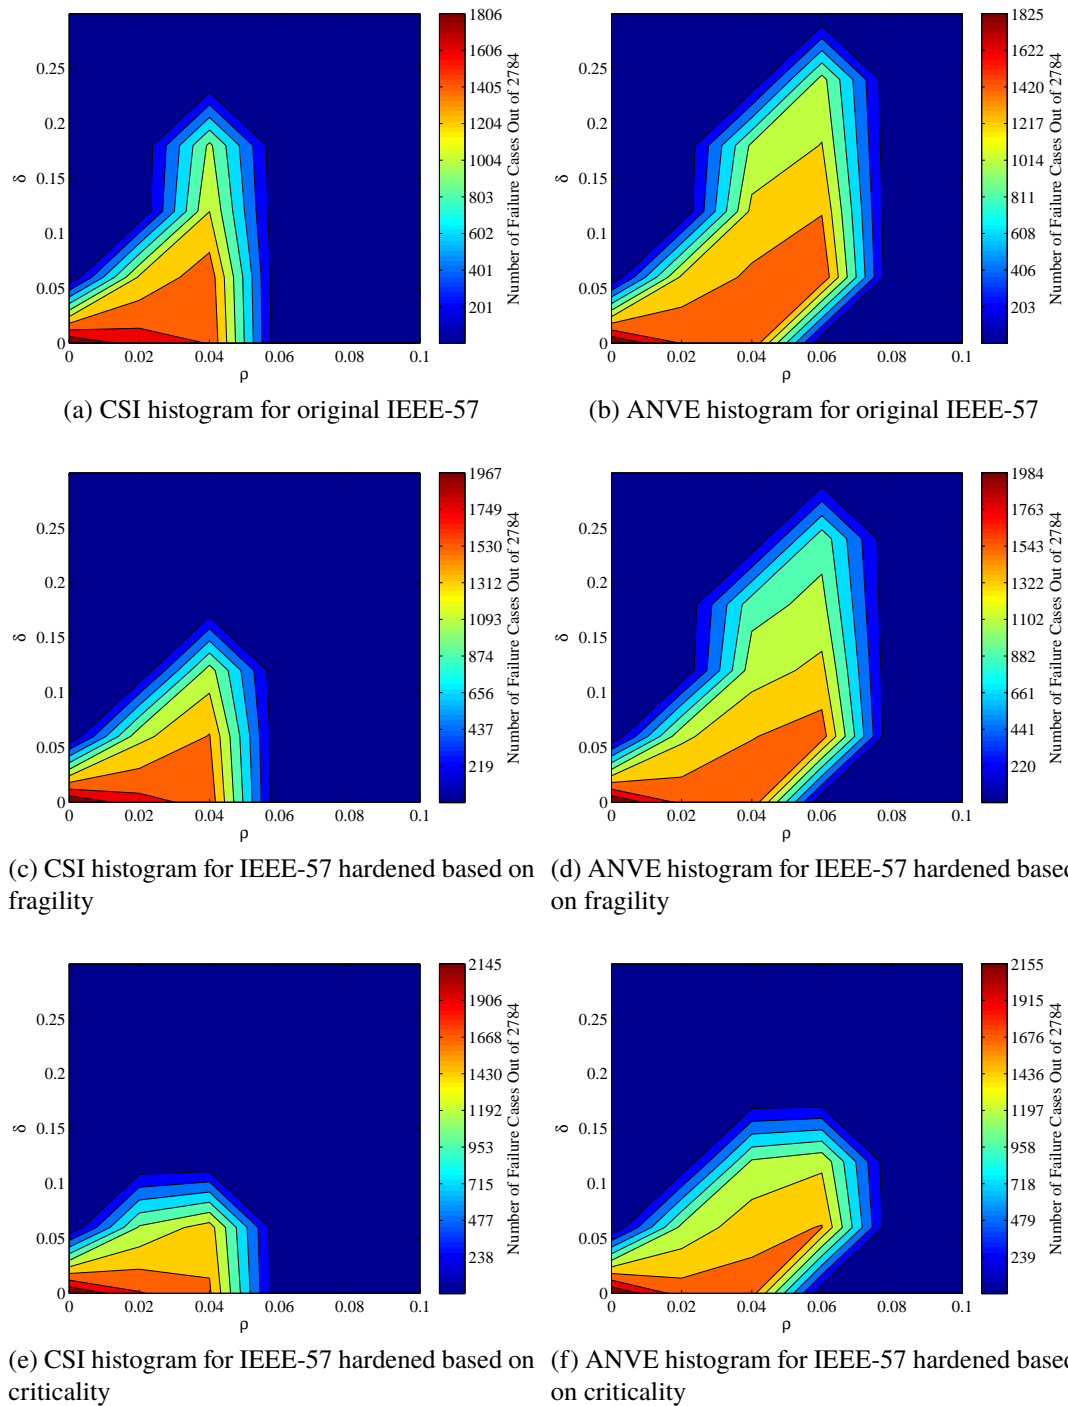 0.25
0.2
0.15
0.1
0.05
0
δ
0 0.02 0.04 0.06 0.08 0.1
ρ
1806
1606
1405
1204
1004
803
602
401
201
Number of Failure Cases Out of 2784
(a) CSI histogram for original IEEE-57
0.25
0.2
0.15
0.1
0.05
0
δ
0 0.02 0.04 0.06 0.08 0.1
ρ
1825
1622
1420
1217
1014
811
608
406
203
Number of Failure Cases Out of 2784
(b) ANVE histogram for original IEEE-57
0.25
0.2
0.15
0.1
0.05
0
δ
0 0.02 0.04 0.06 0.08 0.1
ρ
1967
1749
1530
1312
1093
874
656
437
219
Number of Failure Cases Out of 2784
(c) CSI histogram for IEEE-57 hardened based on
fragility
0.25
0.2
0.15
0.1
0.05
0
δ
0 0.02 0.04 0.06 0.08 0.1
ρ
1984
1763
1543
1322
1102
882
661
441
220
Number of Failure Cases Out of 2784
(d) ANVE histogram for IEEE-57 hardened based
on fragility
0.25
0.2
0.15
0.1
0.05
0
δ
0 0.02 0.04 0.06 0.08 0.1
ρ
2145
1906
1668
1430
1192
953
715
477
238
Number of Failure Cases Out of 2784
(e) CSI histogram for IEEE-57 hardened based on
criticality
0.25
0.2
0.15
0.1
0.05
0
δ
0 0.02 0.04 0.06 0.08 0.1
ρ
2155
1915
1676
1436
1197
958
718
479
239
Number of Failure Cases Out of 2784
(f) ANVE histogram for IEEE-57 hardened based
on criticality